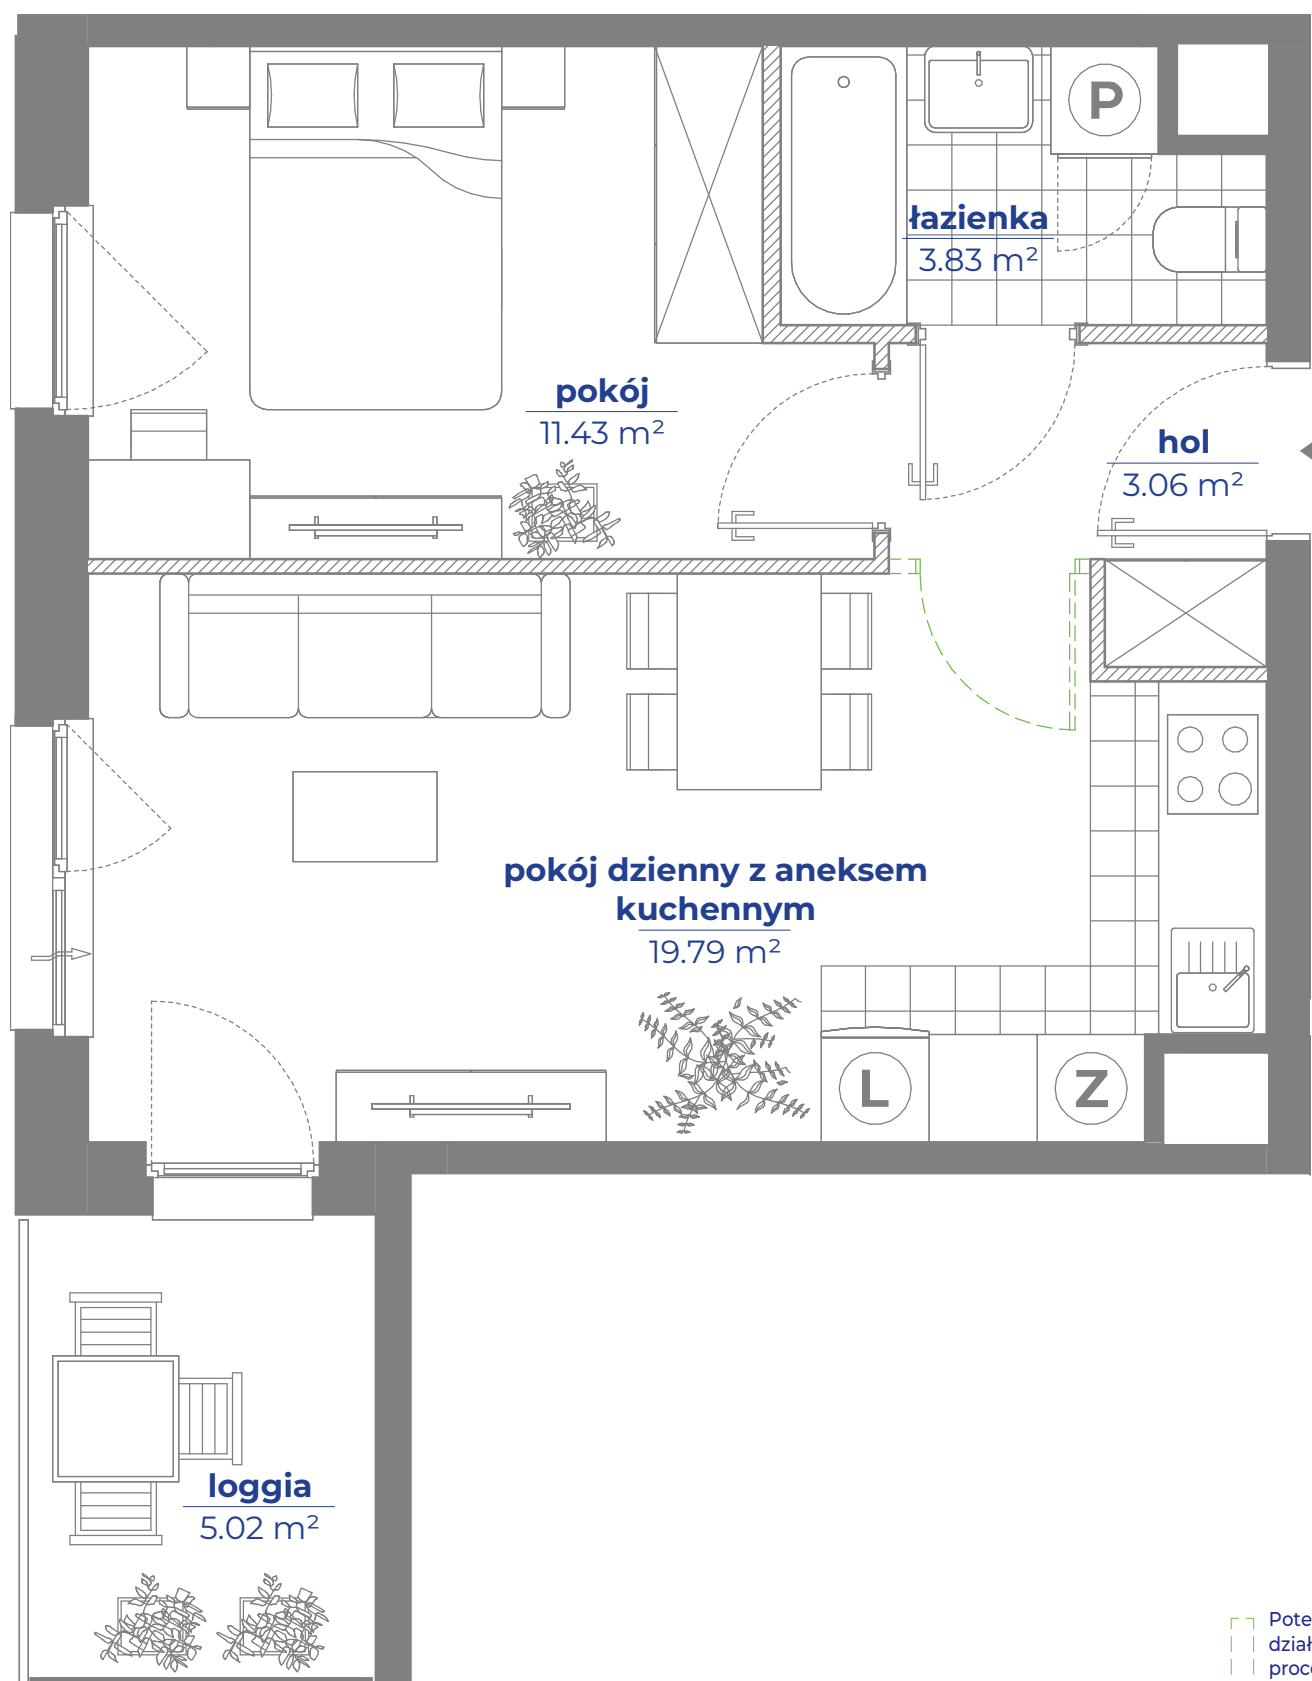 P
łazienka
3.83 m²
pokój
11.43 m²
hol
3.06 m²
pokój dzienny z aneksem
kuchennym
19.79 m²
L
Z
loggia
5.02 m²